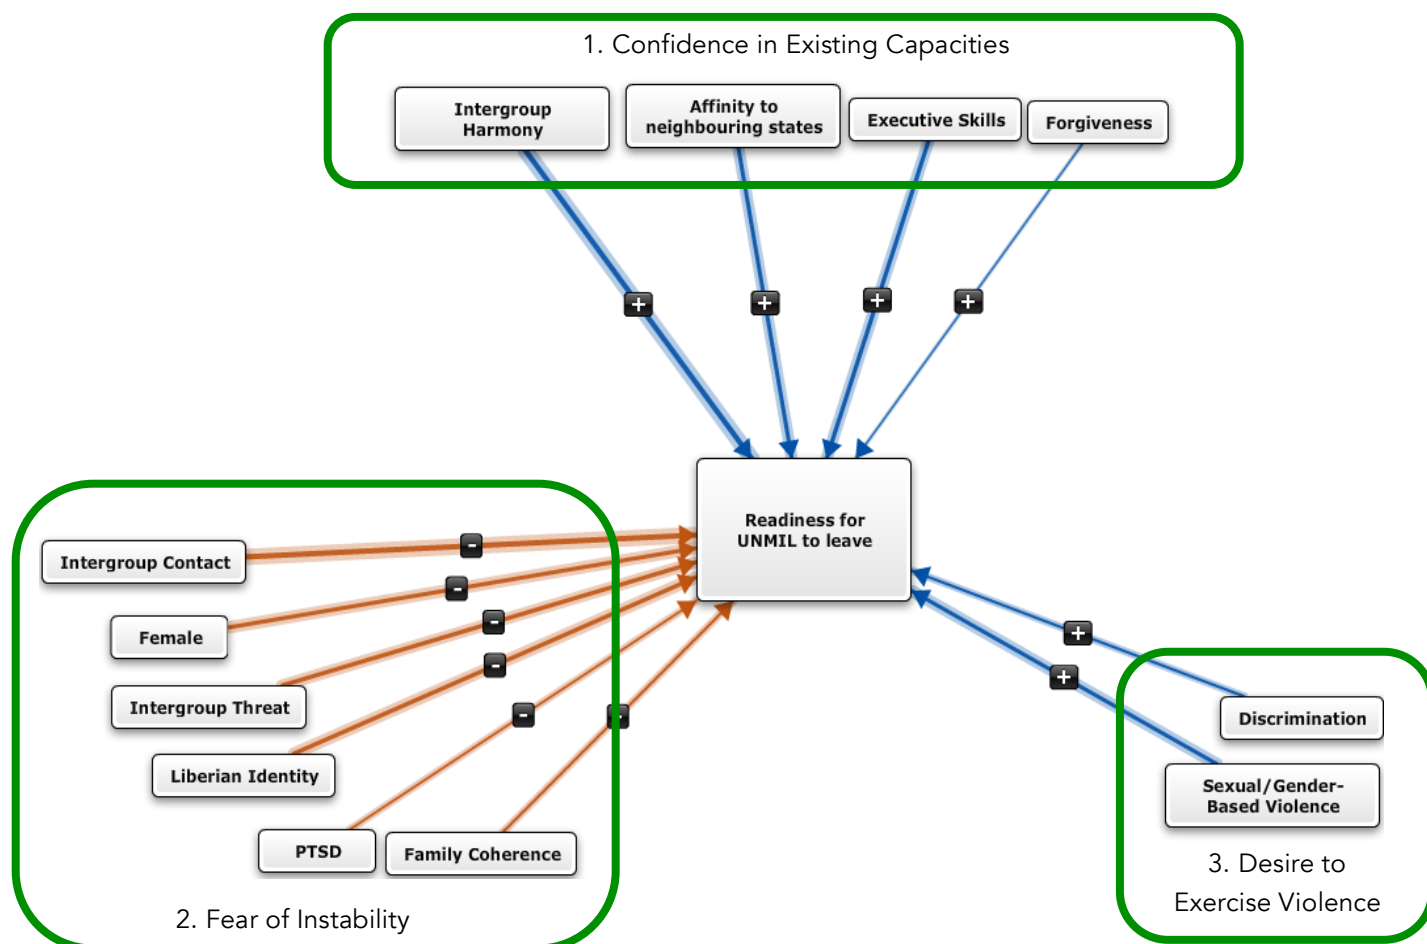 1. Confidence in Existing Capacities
Intergroup
Harmony
Affinity to
neighbouring states
Executive Skills
Forgiveness
+
+
+
+
Readiness for
UNMIL to leave
Intergroup Contact
-
Female
-
Intergroup Threat
-
Liberian Identity
-
PTSD
-
Family Coherence
-
2. Fear of Instability
+
+
Discrimination
Sexual/Gender-
Based Violence
3. Desire to
Exercise Violence